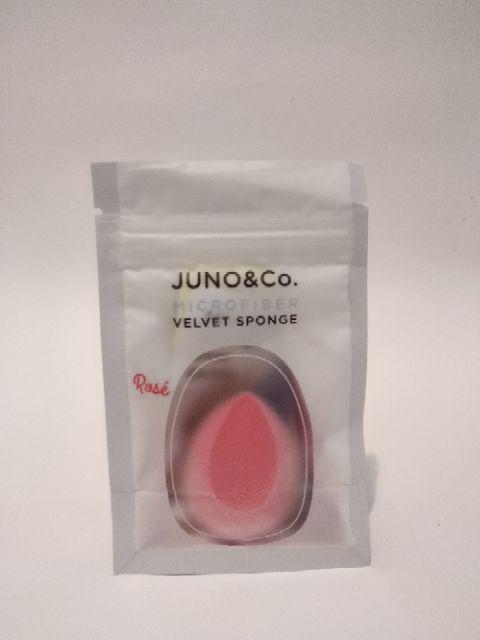 JUNO&Co.
MICROFIBER
VELVET SPONGE
Rosé